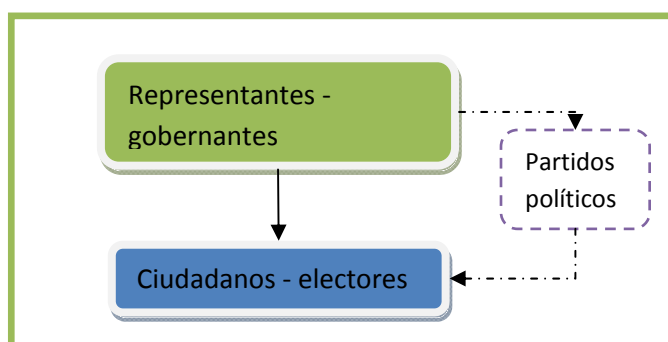 Representantes -
gobernantes
Partidos
políticos
Ciudadanos - electores